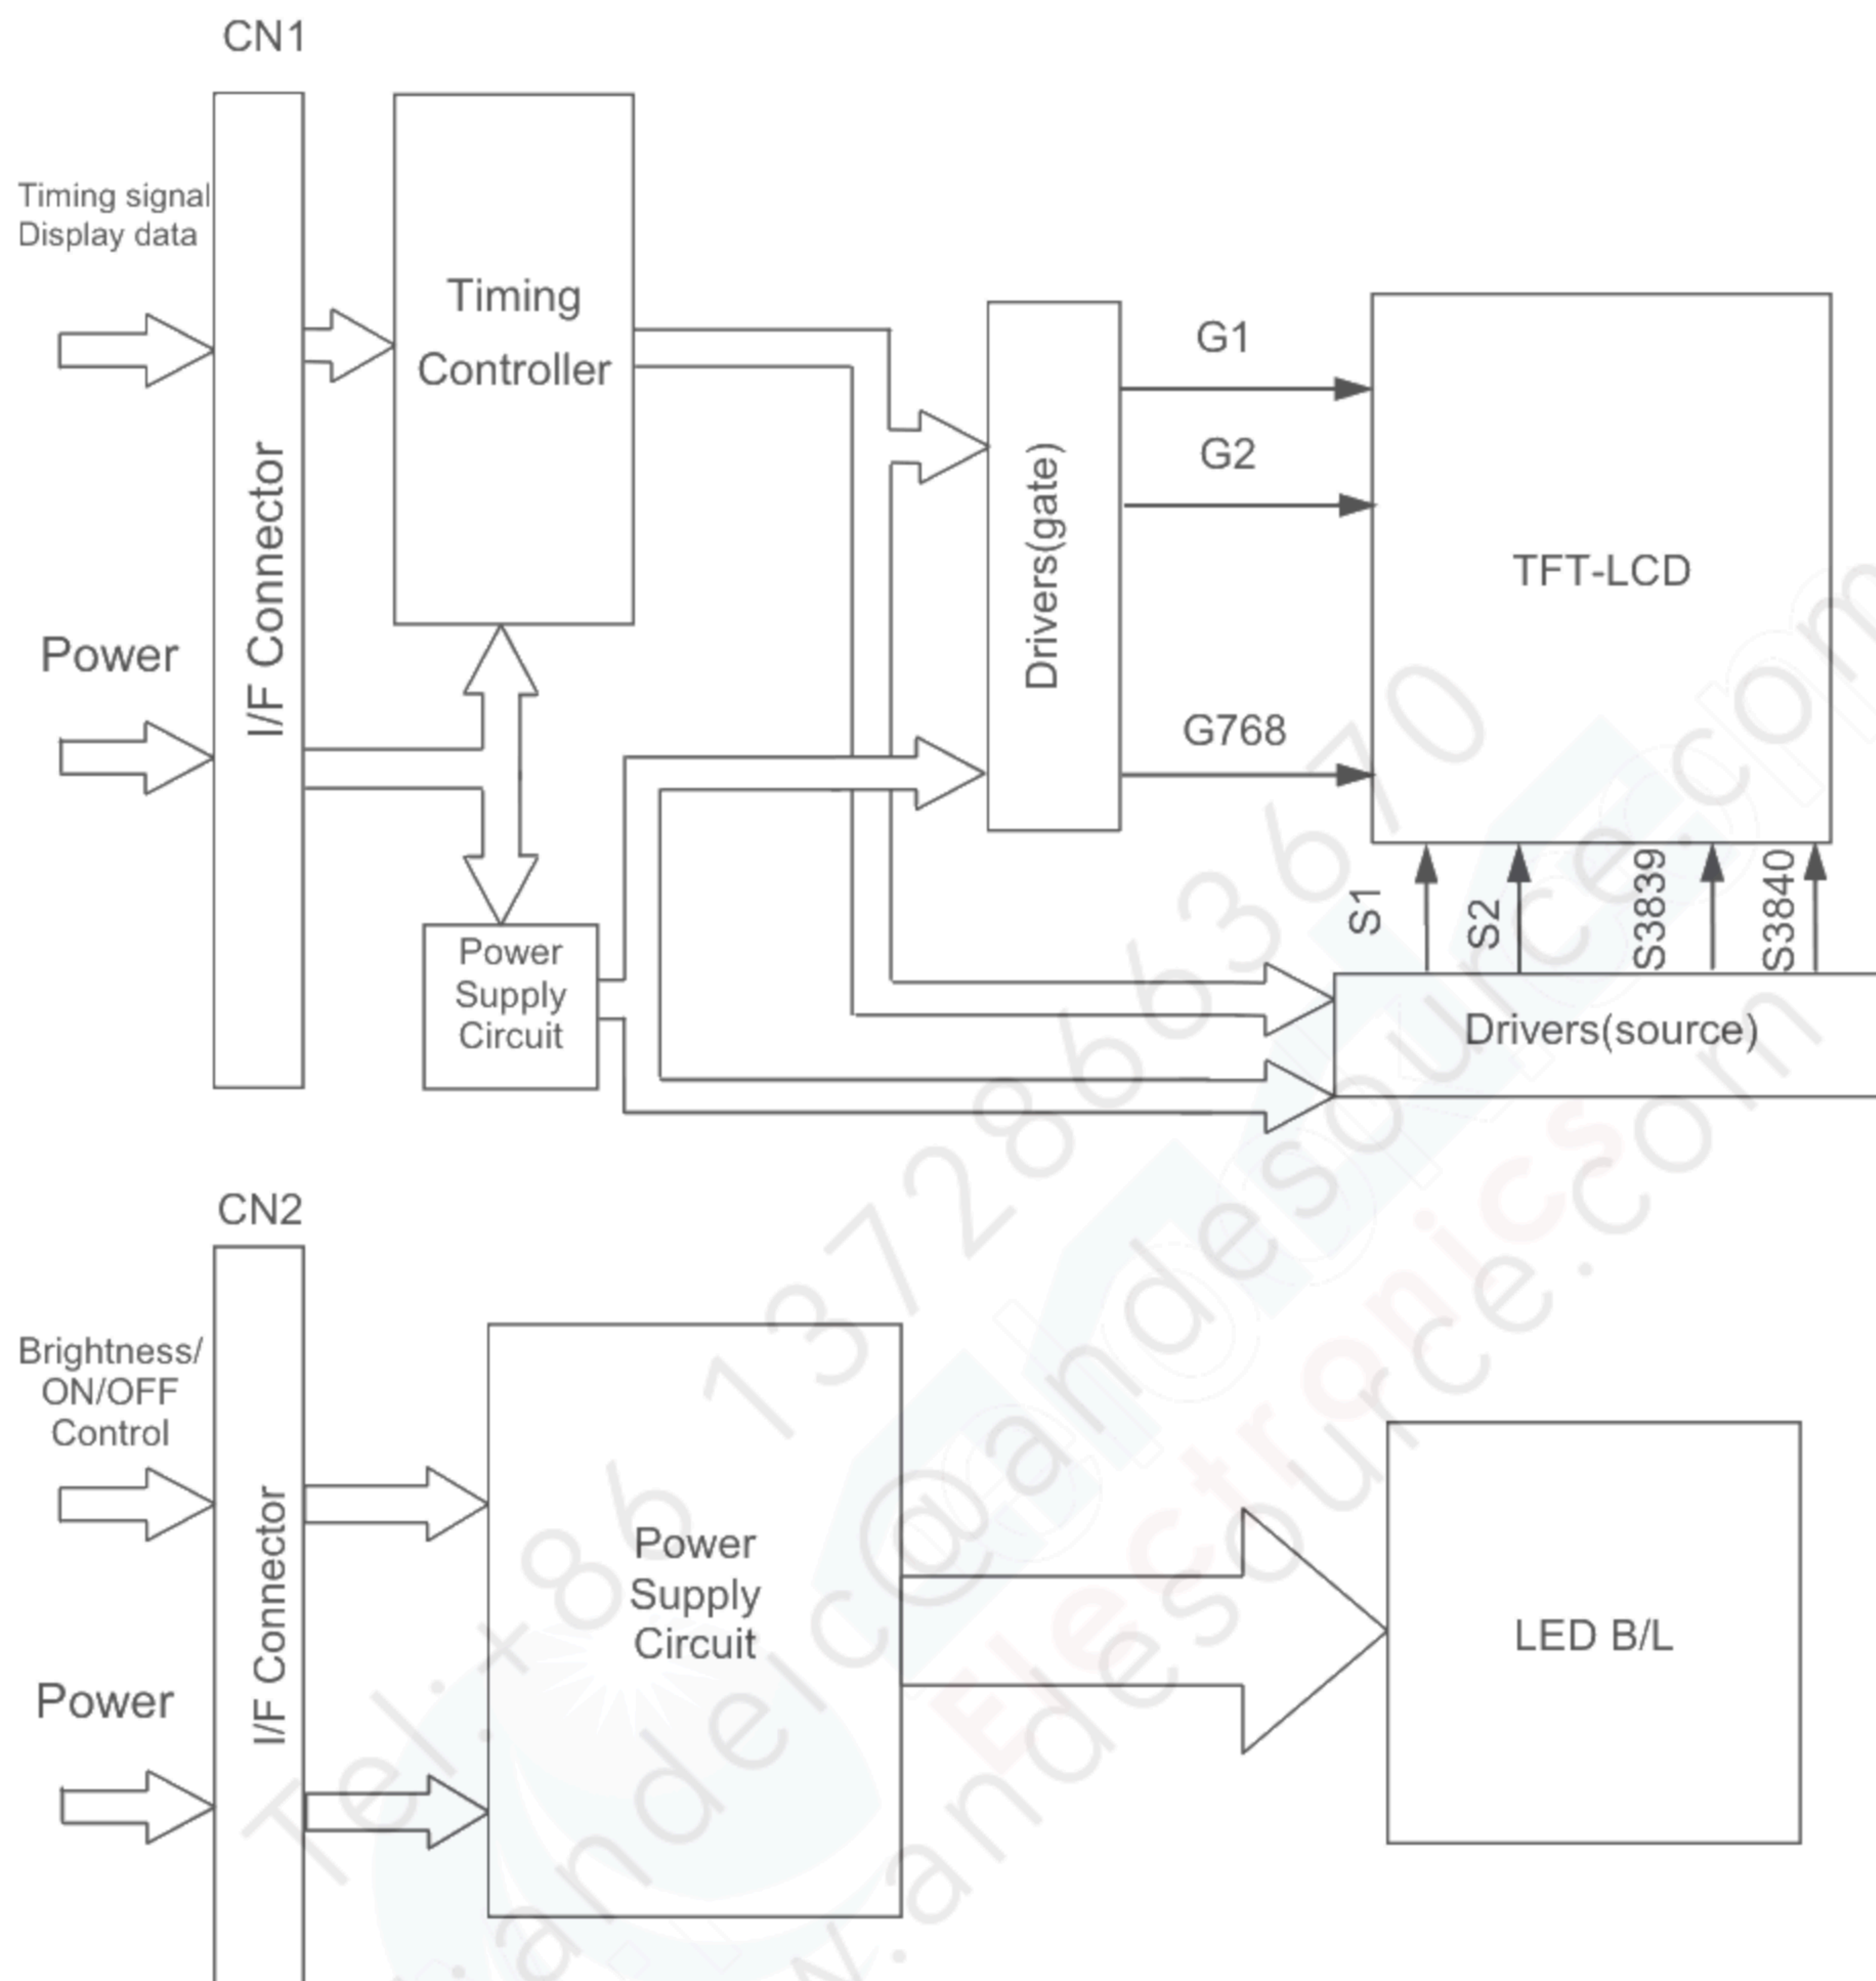 CN1
Timing signal
Display data
Timing
Controller
I/F Connector
Power
Drivers(gate)
G1
G2
G768
TFT-LCD
S1
S2
S3839
S3840
Power
Supply
Circuit
Drivers(source)
CN2
Brightness/
ON/OFF
Control
I/F Connector
Power
Power
Supply
Circuit
LED B/L
Tel.+86 13728663670
andelc@andesource.com
.andesource.com
Electronics